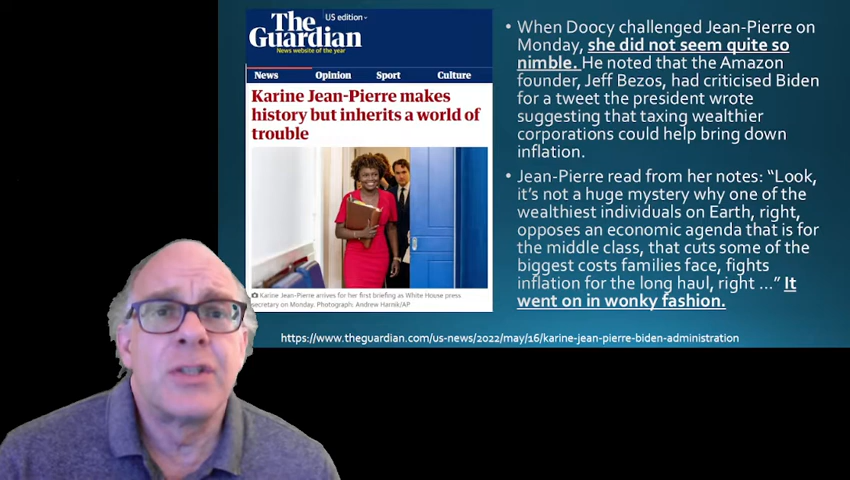 The
Guardian
US edition
News website of the year
News Opinion Sport Culture
Karine Jean-Pierre makes
history but inherits a world of
trouble
Karine Jean-Pierre arrives for her first briefing as White House press
secretary on Monday. Photograph: Andrew Harnik/AP
• When Doocy challenged Jean-Pierre on
Monday, she did not seem quite so
nimble. He noted that the Amazon
founder, Jeff Bezos, had criticised Biden
for a tweet the president wrote
suggesting that taxing wealthier
corporations could help bring down
inflation.
• Jean-Pierre read from her notes: “Look,
it’s not a huge mystery why one of the
wealthiest individuals on Earth, right,
opposes an economic agenda that is for
the middle class, that cuts some of the
biggest costs families face, fights
inflation for the long haul, right …” It
went on in wonky fashion.
https://www.theguardian.com/us-news/2022/may/16/karine-jean-pierre-biden-administration